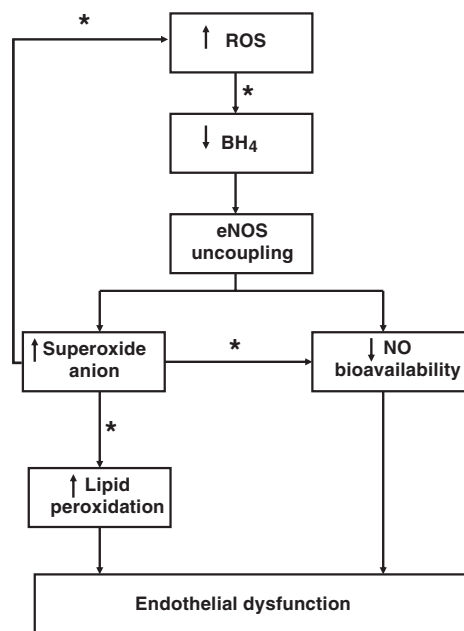 *
↑ ROS
*
↓ BH₄
eNOS
uncoupling
↑ Superoxide
anion
*
↓ NO
bioavailability
*
↑ Lipid
peroxidation
Endothelial dysfunction